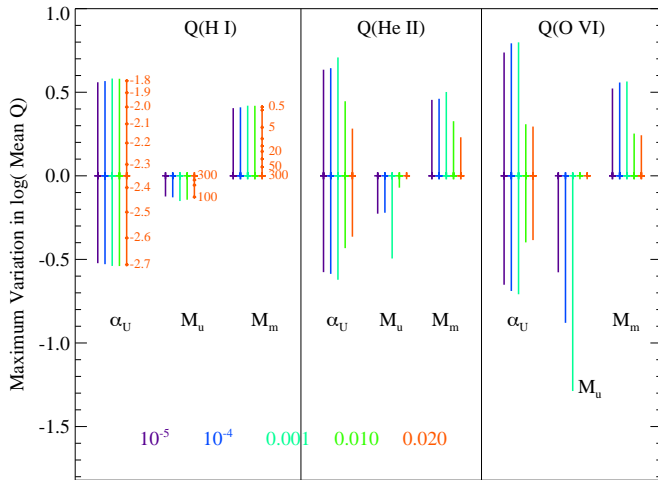 Maximum Variation in log( Mean Q)
1.0
0.5
0.0
-0.5
-1.0
-1.5
Q(H I)
Q(He II)
Q(O VI)
-1.8
-1.9
-2.0
-2.1
-2.2
-2.3
-2.4
-2.5
-2.6
-2.7
300
100
0.5
5
20
50
300
α_U
M_u
M_m
α_U
M_u
M_m
α_U
M_u
M_m
10^-5 10^-4 0.001 0.010 0.020